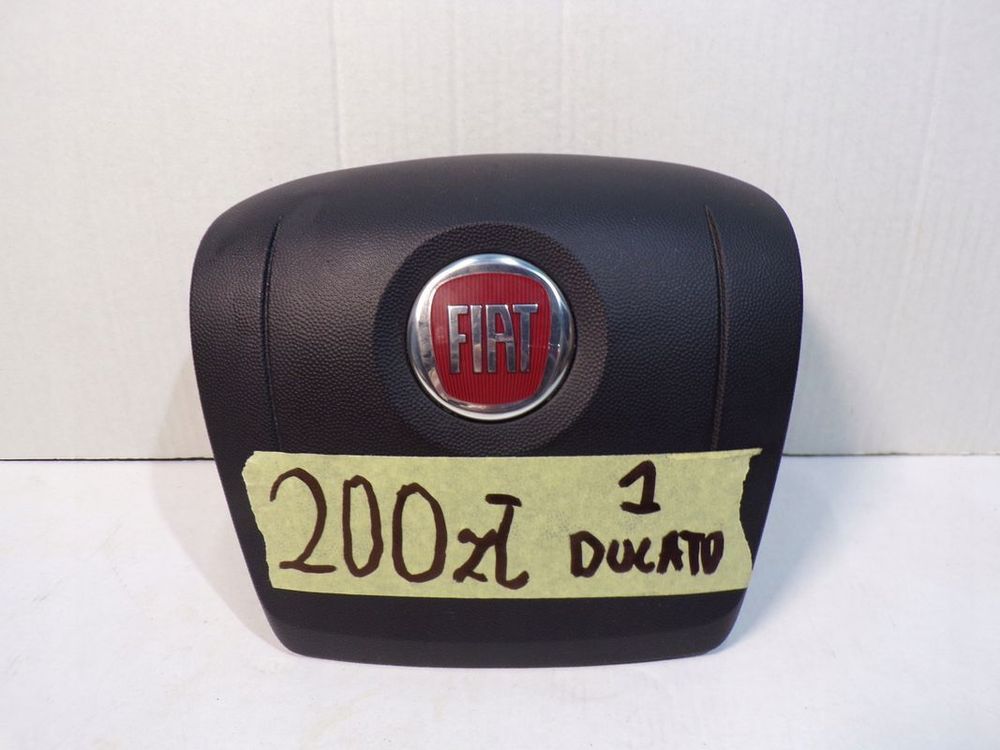 FIAT
200zł
1
DUCATO